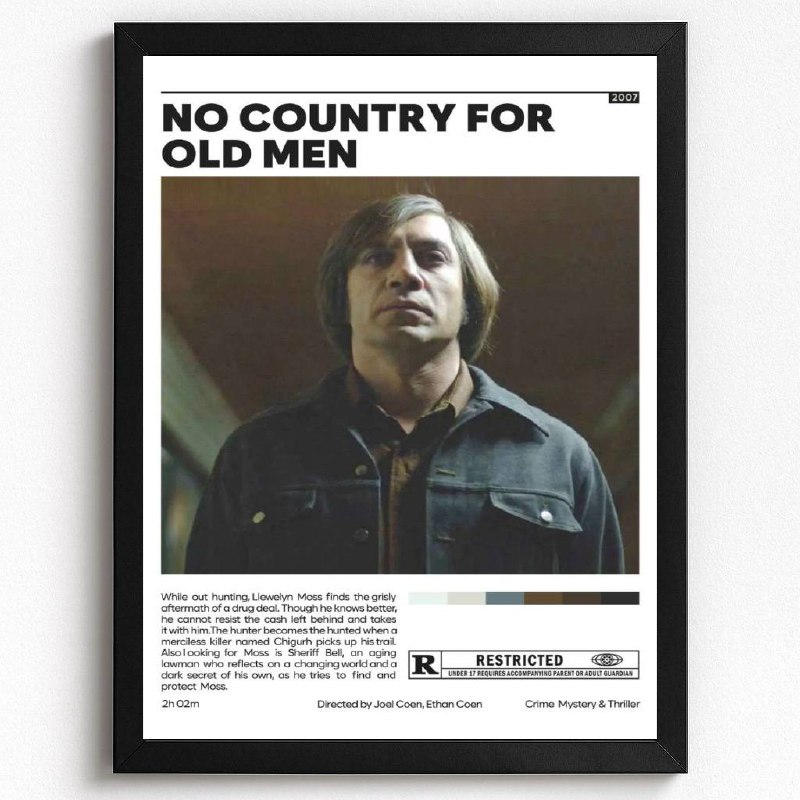 2007
NO COUNTRY FOR
OLD MEN
While out hunting, Llewelyn Moss finds the grisly
aftermath of a drug deal. Though he knows better,
he cannot resist the cash left behind and takes
it with him.The hunter becomes the hunted when a
merciless killer named Chigurh picks up his trail.
Also looking for Moss is Sheriff Bell, an aging
lawman who reflects on a changing world and a
dark secret of his own, as he tries to find and
protect Moss.
R
RESTRICTED
UNDER 17 REQUIRES ACCOMPANYING PARENT OR ADULT GUARDIAN
2h 02m
Directed by Joel Coen, Ethan Coen
Crime Mystery & Thriller